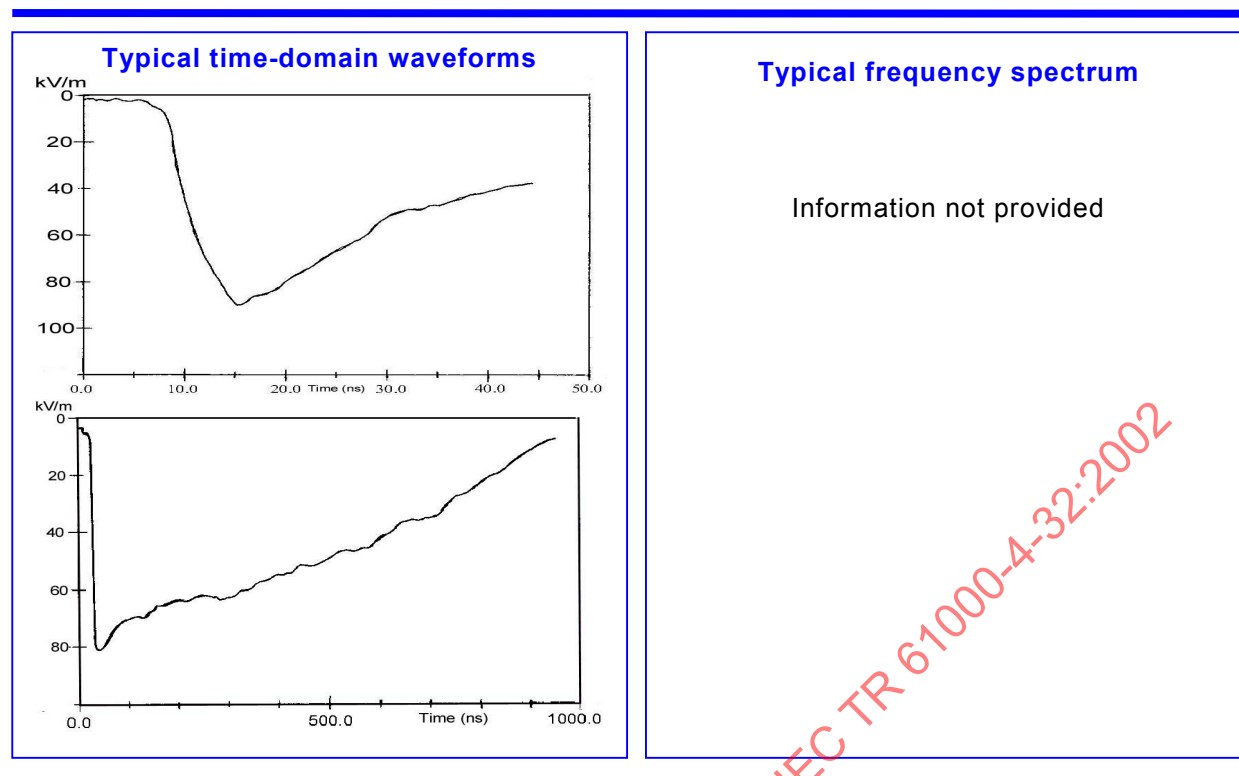 Typical time-domain waveforms
kV/m
0
20
40
60
80
100
0.0 10.0 20.0 Time (ns) 30.0 40.0 50.0
kV/m
0
20
40
60
80
0.0 500.0 Time (ns) 1000.0
Typical frequency spectrum
Information not provided
IEC TR 61000-4-32:2002